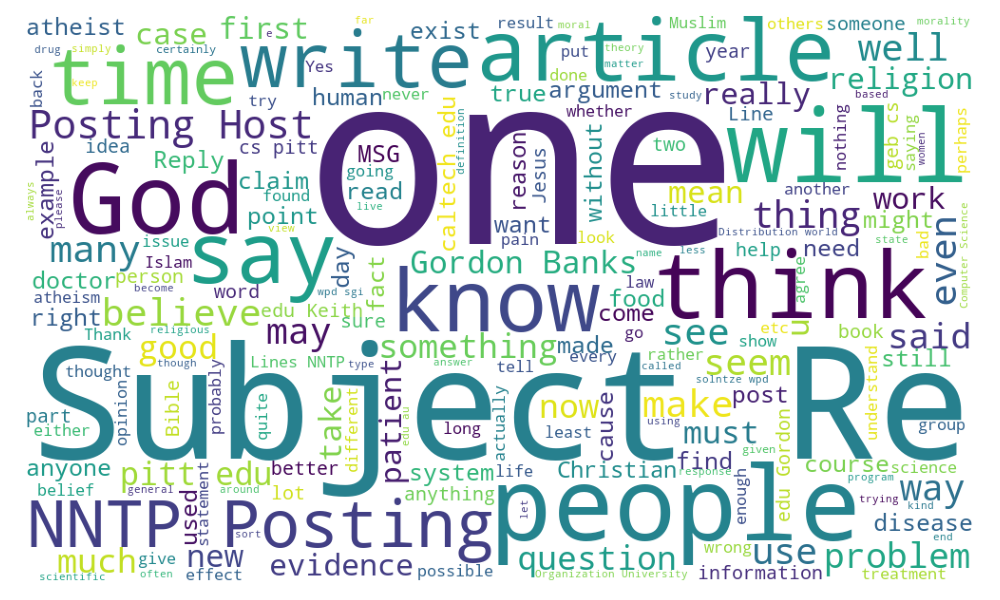 atheist
case
first
exist
result
put
Muslim
others
someone
far
moral
morality
drug
simply
certainly
e
Yes
theory
matter
year
well
time
write
article
religion
back
keep
try
human
never
true
argument
done
really
study
based
Posting Host
idea
cs pitt
one
whether
Line
will
nothing
geb cs
saying
women
perhaps
example
Reply
MSG
going
read
live
caltech edu
definition
reason
Jesus
without
two
mean
another
work
God
claim
found
point
want
pain
little
look
thing
might
always
please
many
issue
say
view
day
fact
Distribution world
help
need
bad
state
Computer Science
doctor
person
Islam
become
word
wpd sgi
Gordon Banks
name
less
law
food
come
think
even
atheism
right
believe
edu Keith
sure
know
go
see
etc
show
u
agree
book
said
Thank
religious
may
good
Lines NNTP
something
made
every
rather
called
seem
still
thought
though
probably
type
answer
tell
solntze wpd
understand
Subject Re
part
either
opinion
Bible
quite
take
different
edu au
patient
long
actually
now
least
cause
make
using
post
must
group
anyone
belief
pitt edu
general
statement
used
around
better
lot
system
anything
life
Christian
response
find
given
course
science
program
NNTP Posting
people
let
enough
edu Gordon
trying
kind
way
disease
end
much
give
new
sort
effect
evidence
possible
question
wrong
use
problem
scientific
often
Organization University
information
treatment